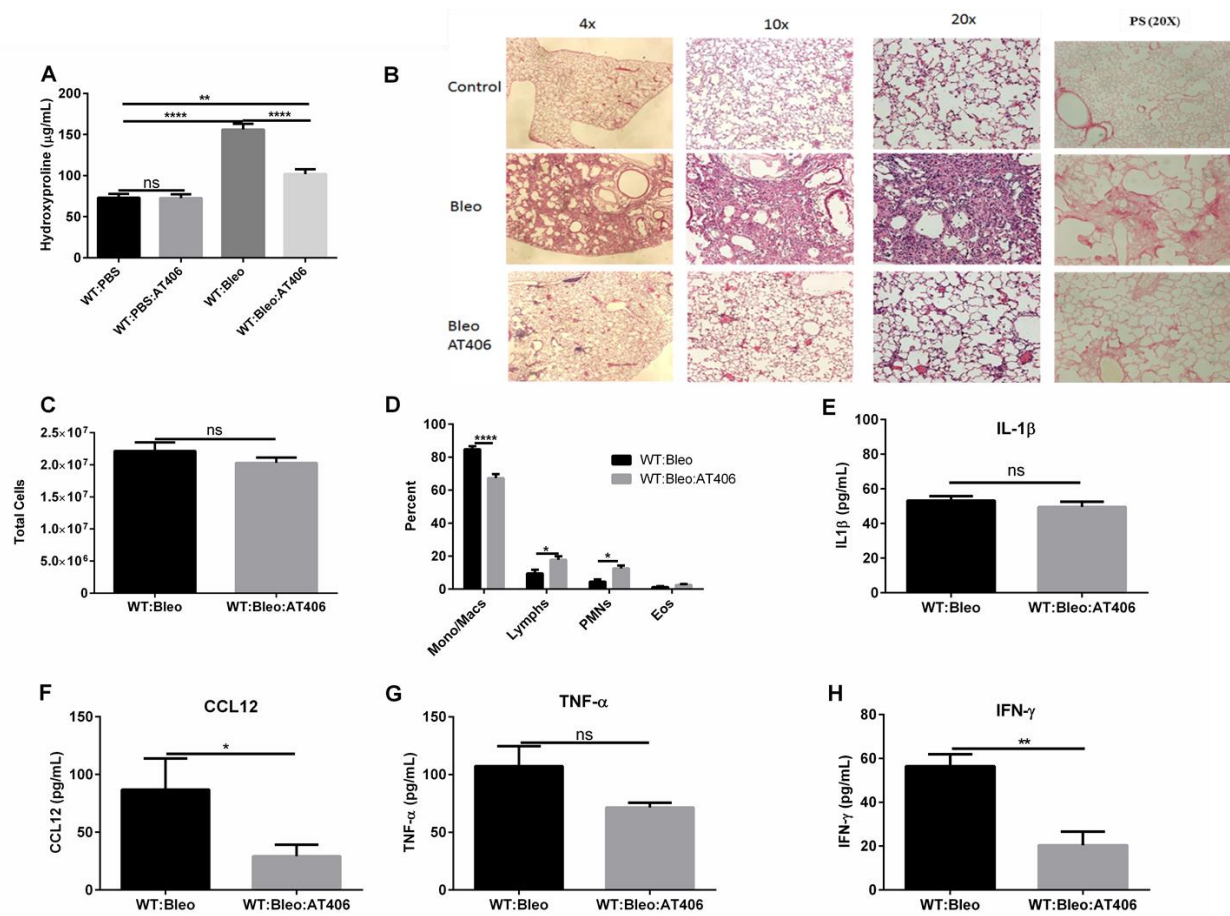 4x 10x 20x PS (20X)
A
Hydroxyproline (μg/mL)
200
150
100
50
0
**
**** ****
ns
WT:PBS
WT:PBS:AT406
WT:Bleo
WT:Bleo:AT406
B
Control
Bleo
Bleo
AT406
C
Total Cells
2.5×10⁷
2.0×10⁷
1.5×10⁷
1.0×10⁷
5.0×10⁶
0
ns
WT:Bleo WT:Bleo:AT406
D
Percent
100
80
60
40
20
0
****
*
*
WT:Bleo
WT:Bleo:AT406
Mono/Macs
Lymphs
PMNs
Eos
E
IL-1β
IL1β (pg/mL)
100
80
60
40
20
0
ns
WT:Bleo WT:Bleo:AT406
F
CCL12
CCL12 (pg/mL)
150
100
50
0
*
WT:Bleo WT:Bleo:AT406
G
TNF-α
TNF-α (pg/mL)
150
100
50
0
ns
WT:Bleo WT:Bleo:AT406
H
IFN-γ
IFN-γ (pg/mL)
80
60
40
20
0
**
WT:Bleo WT:Bleo:AT406